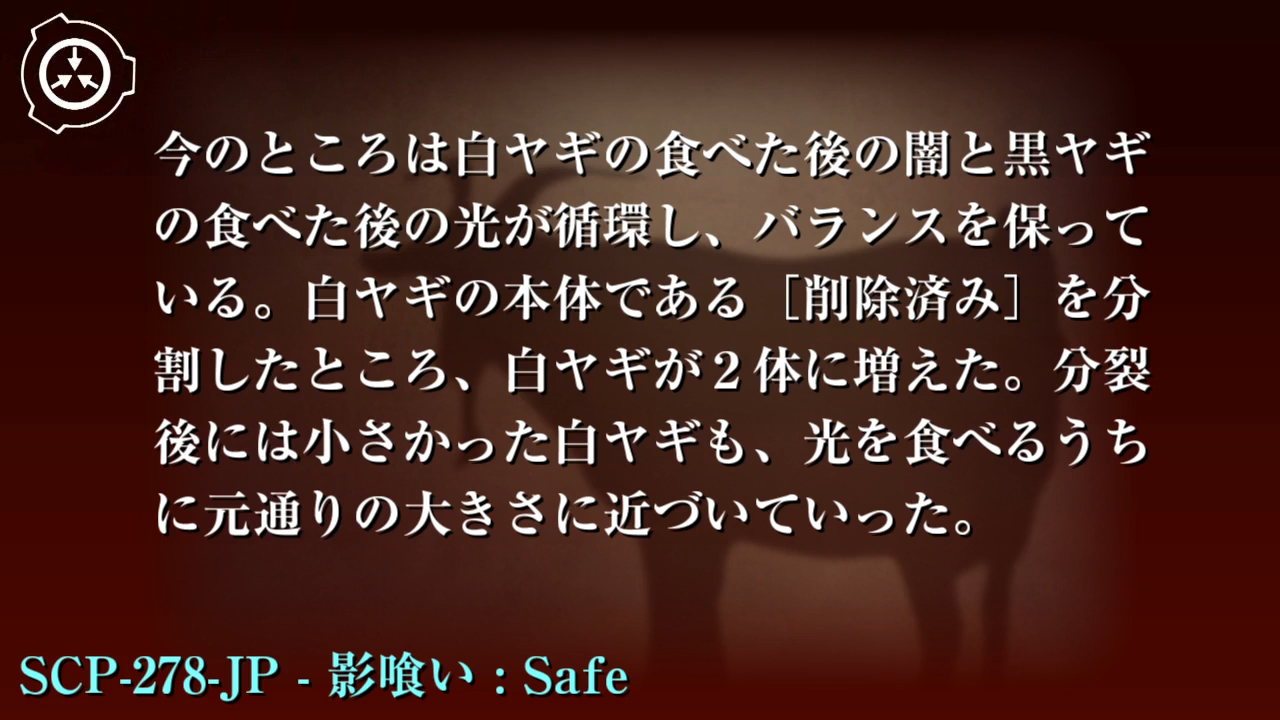 今のところは白ヤギの食べた後の闇と黒ヤギ
の食べた後の光が循環し、バランスを保って
いる。白ヤギの本体である［削除済み］を分
割したところ、白ヤギが２体に増えた。分裂
後には小さかった白ヤギも、光を食べるうち
に元通りの大きさに近づいていった。
SCP-278-JP - 影喰い : Safe